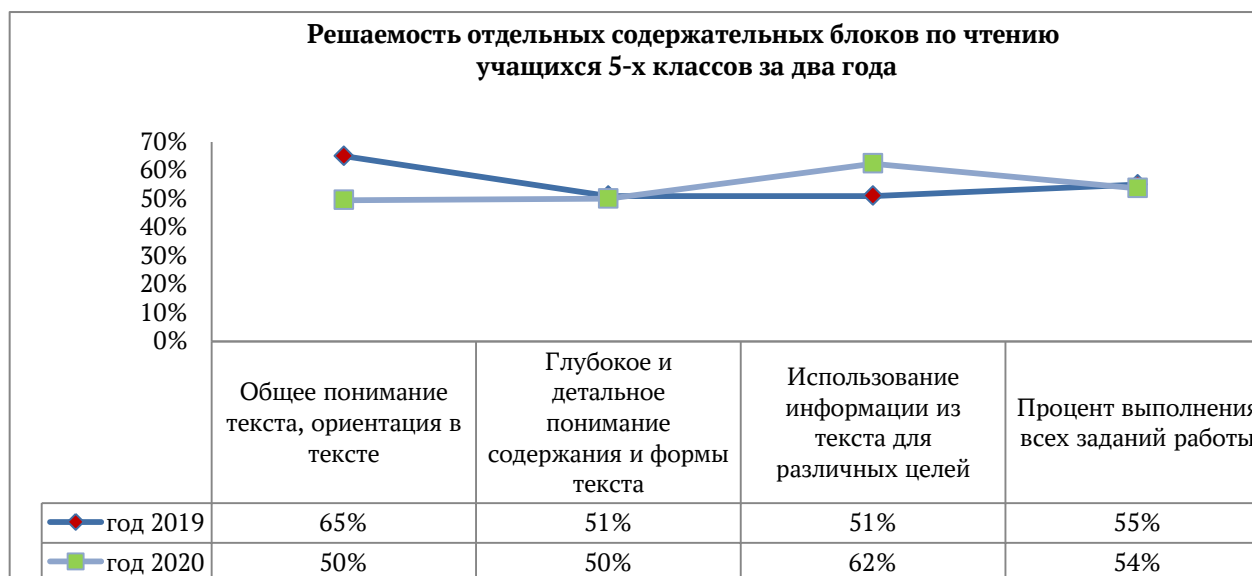 Решаемость отдельных содержательных блоков по чтению
учащихся 5-х классов за два года
70%
60%
50%
40%
30%
20%
10%
0%
Общее понимание
текста, ориентация в
тексте
Глубокое и
детальное
понимание
содержания и формы
текста
Использование
информации из
текста для
различных целей
Процент выполнения
всех заданий работы
год 2019 65% 51% 51% 55%
год 2020 50% 50% 62% 54%